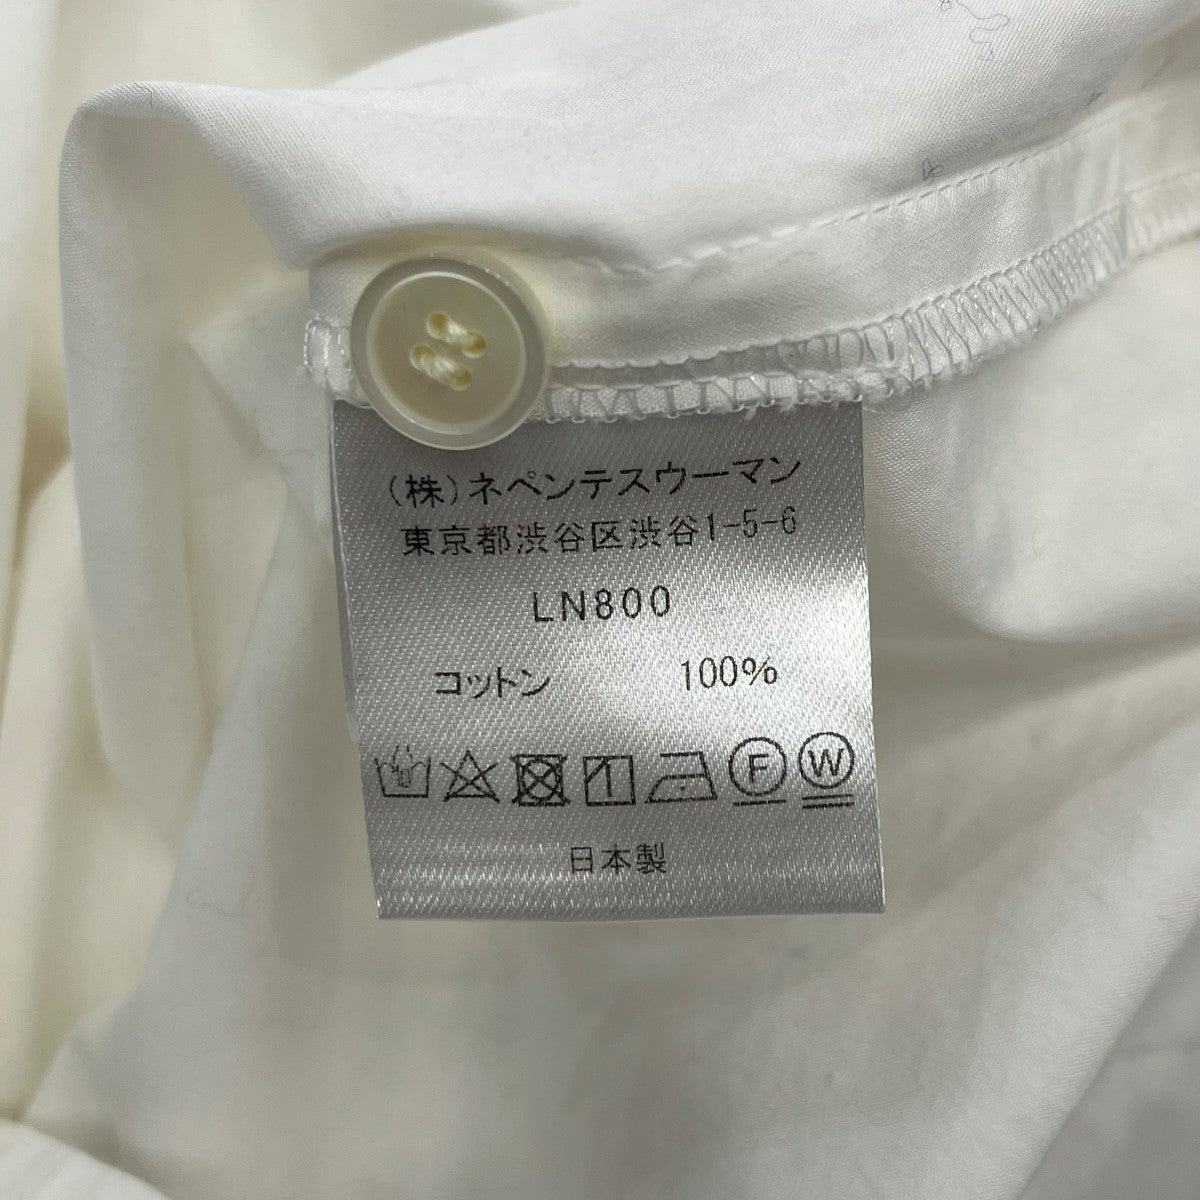 (株)ネペンテスウーマン
東京都渋谷区渋谷1-5-6
LN800
コットン 100%
F W
日本製